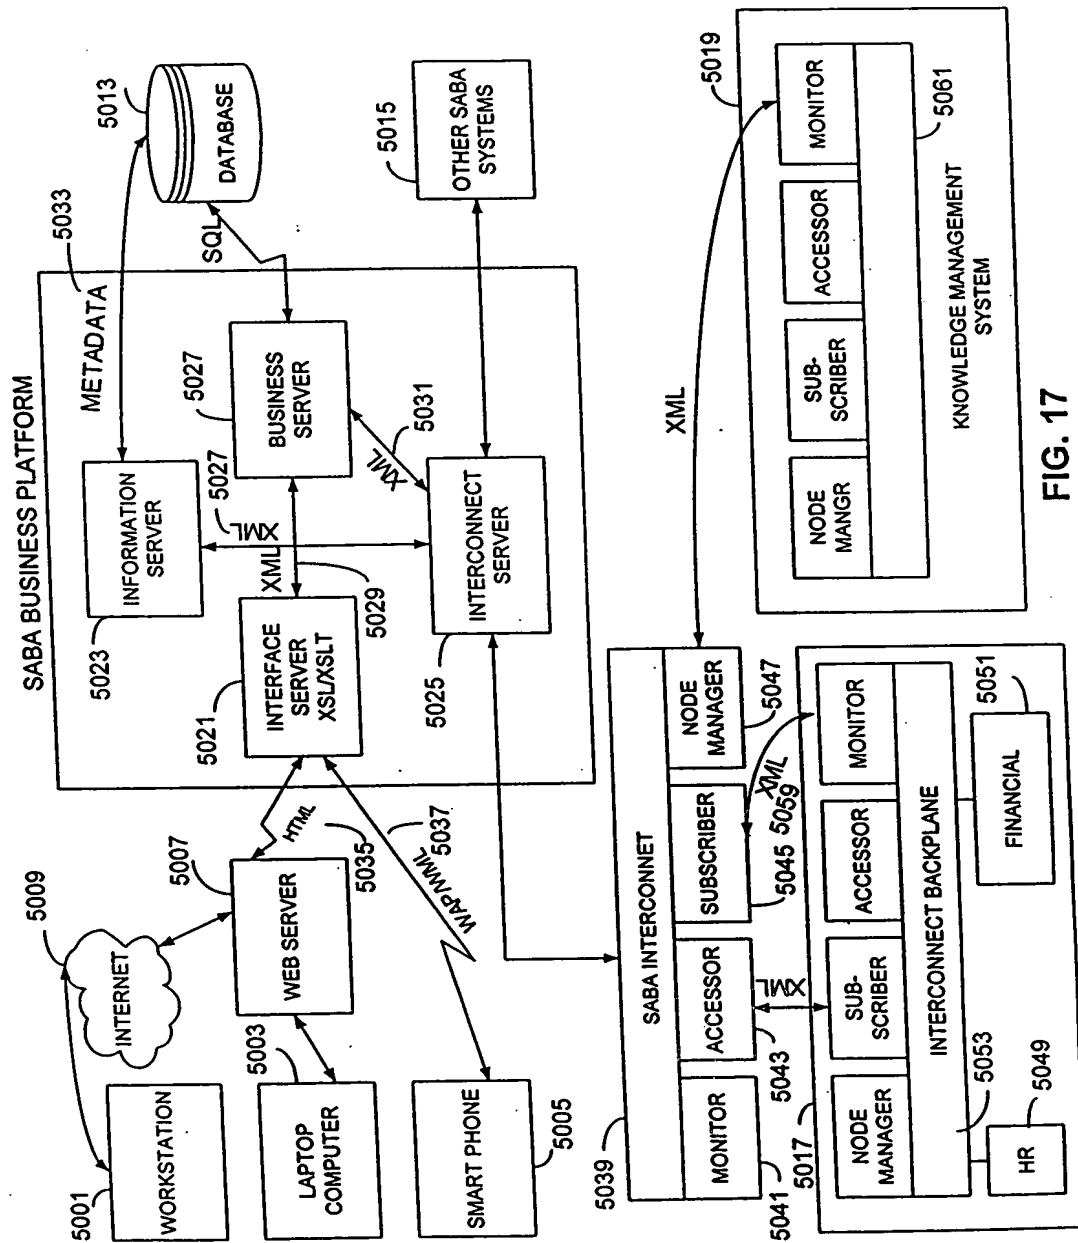 SABA BUSINESS PLATFORM
5001
WORKSTATION
5009
INTERNET
5003
LAPTOP
COMPUTER
5007
WEB SERVER
SMART PHONE
5005
HTML
5035
WAP/WML
5037
5021
INTERFACE
SERVER
XSL/XSLT
5023
INFORMATION
SERVER
METADATA
5033
5027
XML
XML
5029
5027
BUSINESS
SERVER
XML
5031
5025
INTERCONNECT
SERVER
SQL
5013
DATABASE
5015
OTHER SABA
SYSTEMS
5039
SABA INTERCONNET
MONITOR
5041
ACCESSOR
5043
SUBSCRIBER
5045
NODE
MANAGER
5047
XML
XML
5059
XML
5017
NODE
MANAGER
SUB-
SCRIBER
ACCESSOR
MONITOR
INTERCONNECT BACKPLANE
5053
HR
5049
FINANCIAL
5051
5019
NODE
MANGR
SUB-
SCRIBER
ACCESSOR
MONITOR
5061
KNOWLEDGE MANAGEMENT
SYSTEM
FIG. 17